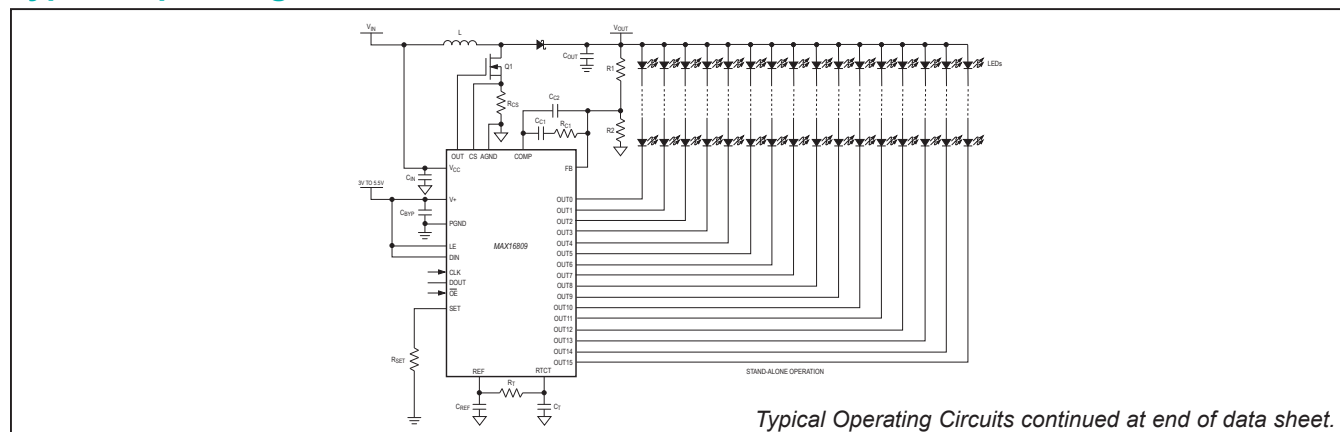 VIN
L
VOUT
COUT
Q1
R1
LEDs
RCS
CC2
CC1
RC1
R2
OUT CS AGND
COMP
VCC
FB
CIN
3V TO 5.5V
V+
OUT0
OUT1
CBYP
OUT2
PGND
OUT3
MAX16809
OUT4
LE
OUT5
DIN
OUT6
CLK
OUT7
DOUT
OUT8
OE
OUT9
SET
OUT10
OUT11
OUT12
OUT13
OUT14
RSET
OUT15
REF
RTCT
STAND-ALONE OPERATION
RT
CREF
CT
Typical Operating Circuits continued at end of data sheet.